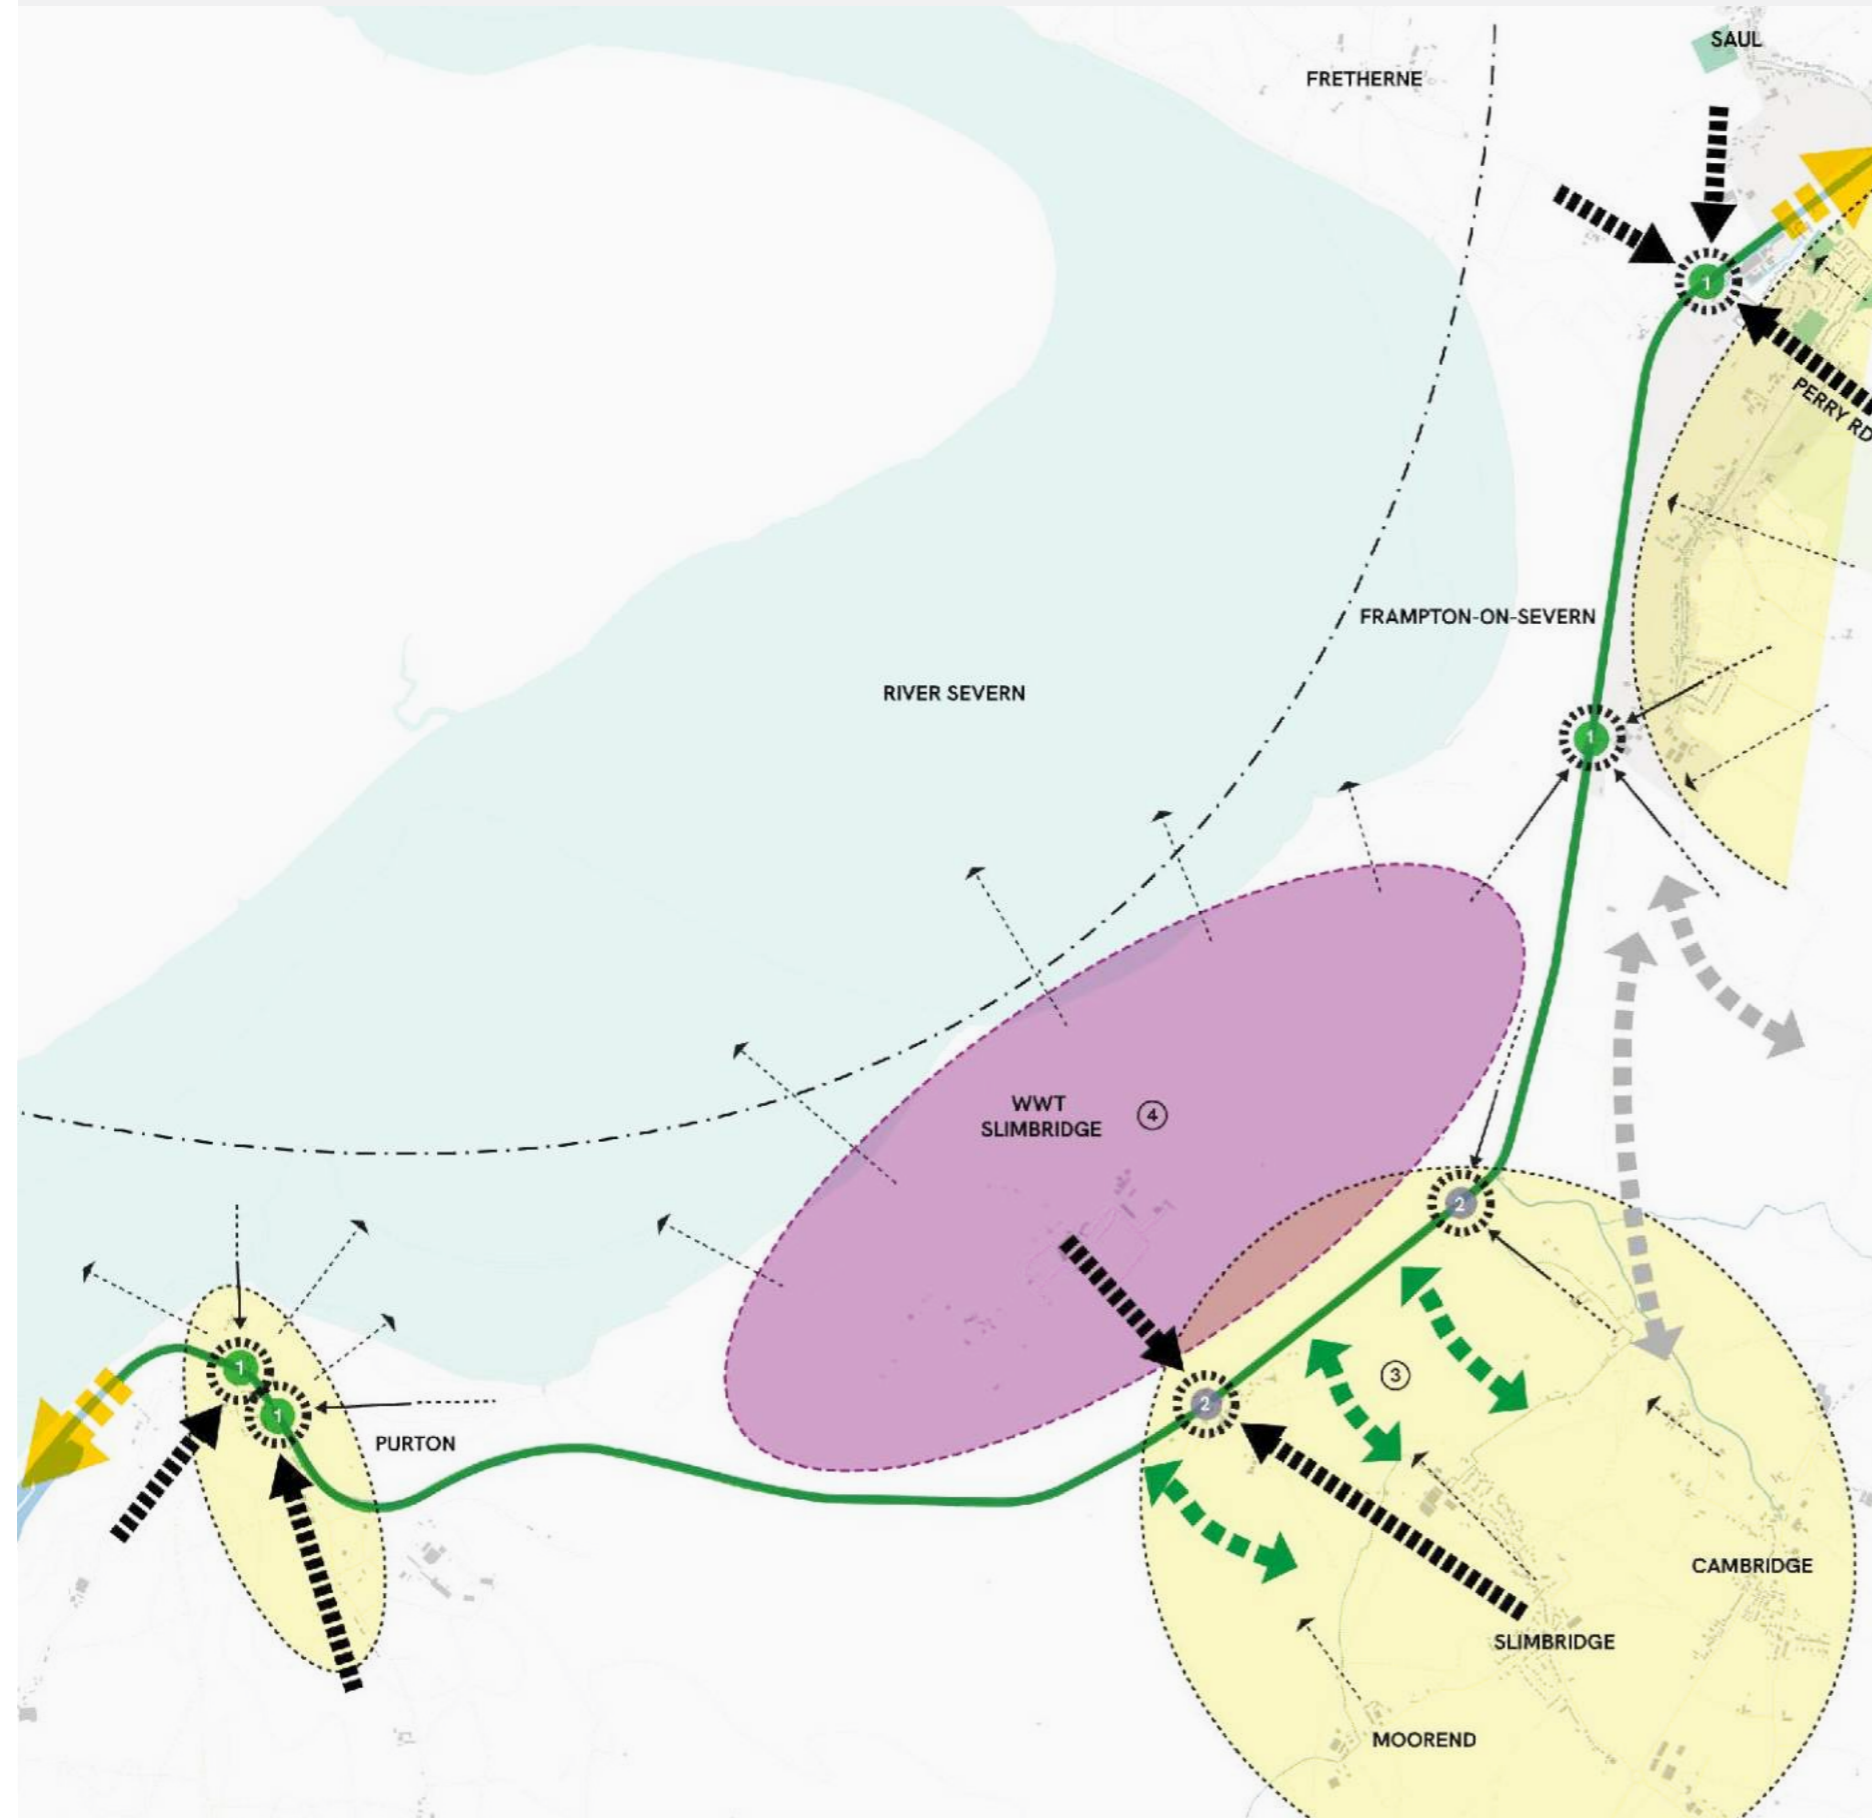 SAUL
FRETHERNE
1
PERRY RD
FRAMPTON-ON-SEVERN
RIVER SEVERN
1
WWT
SLIMBRIDGE
4
2
1
3
2
1
PURTON
CAMBRIDGE
SLIMBRIDGE
MOOREND